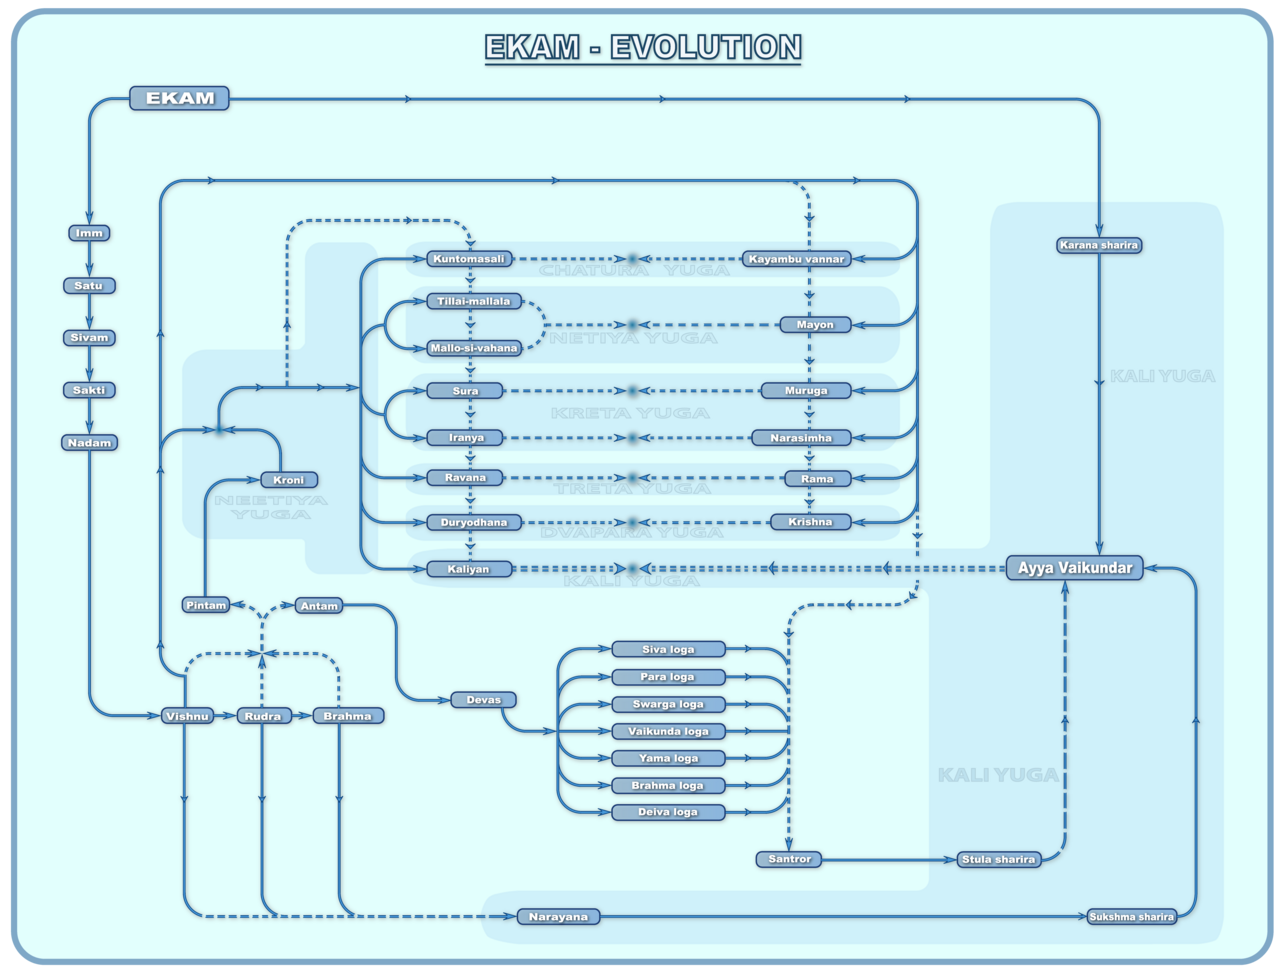 EKAM - EVOLUTION
EKAM
Imm
Karana sharira
Kuntomasali
Kayambu vannar
CHATURA YUGA
Satu
Tillai-mallala
Mayon
Sivam
NETIYA YUGA
Mallo-si-vahana
KALI YUGA
Sakti
Sura
Muruga
KRETA YUGA
Nadam
Iranya
Narasimha
Kroni
Ravana
Rama
TRETA YUGA
NEETIYA
YUGA
Duryodhana
Krishna
DVAPARA YUGA
Kaliyan
Ayya Vaikundar
KALI YUGA
Pintam
Antam
Siva loga
Para loga
Devas
Swarga loga
Vishnu
Rudra
Brahma
Vaikunda loga
Yama loga
KALI YUGA
Brahma loga
Deiva loga
Santror
Stula sharira
Narayana
Sukshma sharira